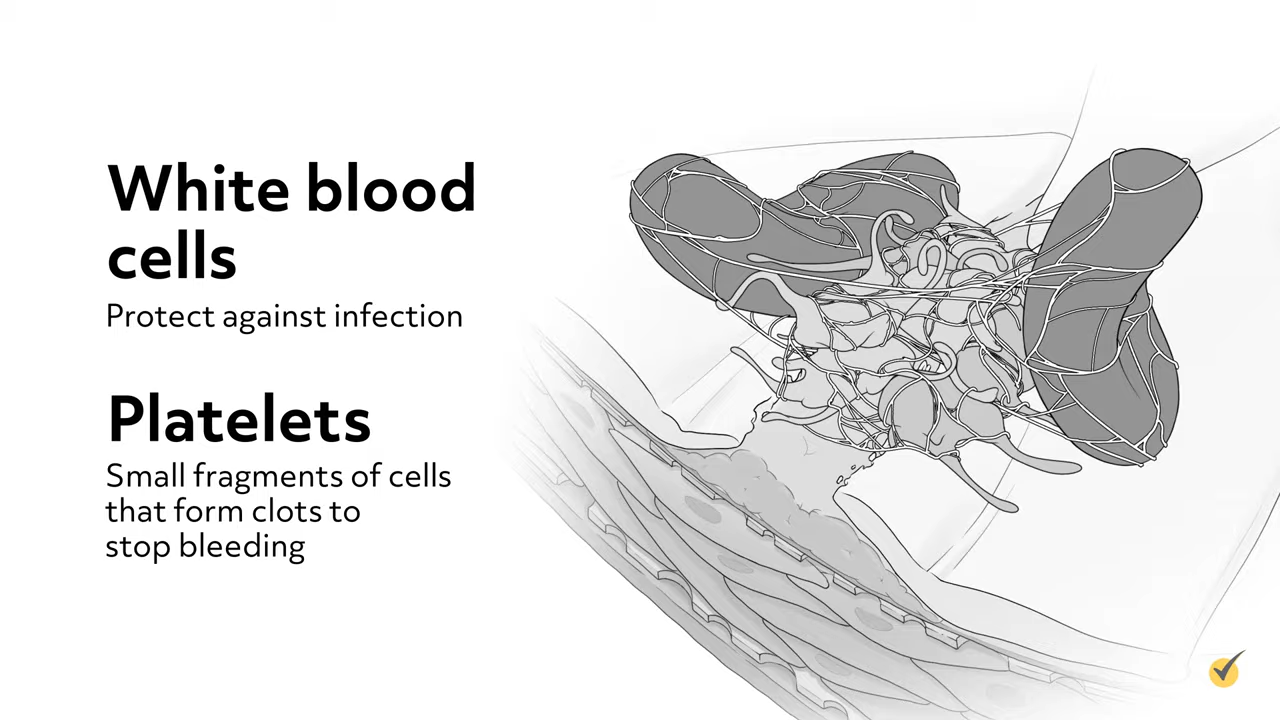 White blood
cells
Protect against infection
Platelets
Small fragments of cells
that form clots to
stop bleeding